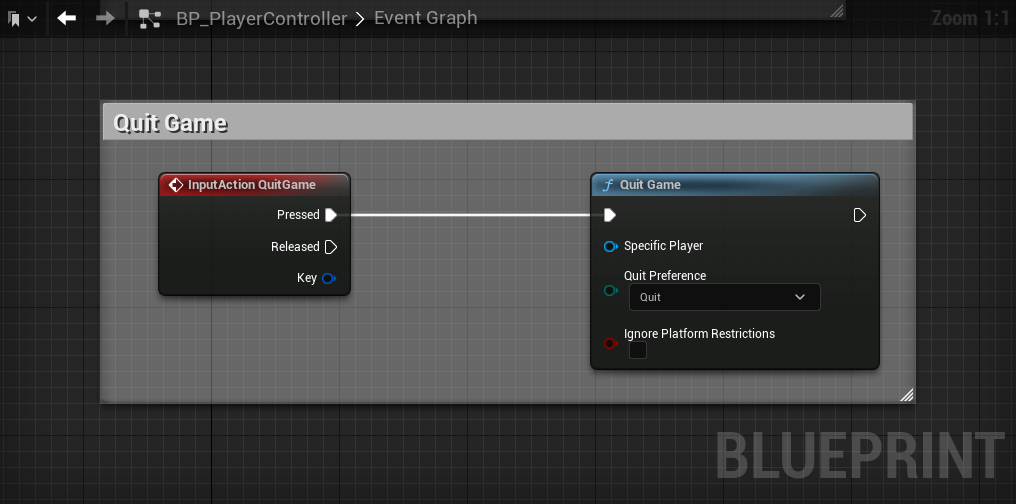 BP_PlayerController > Event Graph
Zoom 1:1
Quit Game
InputAction QuitGame
Pressed
Released
Key
Quit Game
Specific Player
Quit Preference
Quit
Ignore Platform Restrictions
BLUEPRINT